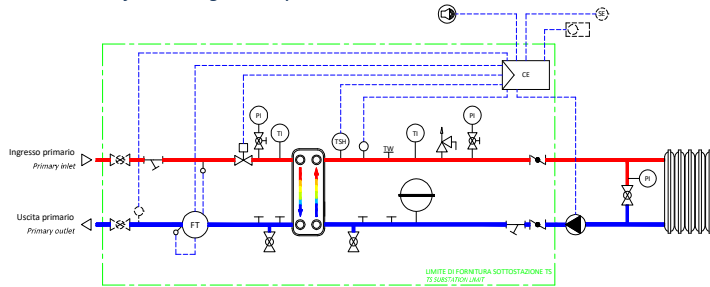 SE
CE
PI
TI
TSH
TW
TI
PI
Ingresso primario
Primary inlet
PI
Uscita primario
Primary outlet
FT
LIMITE DI FORNITURA SOTTOSTAZIONE TS
TS SUBSTATION LIMIT